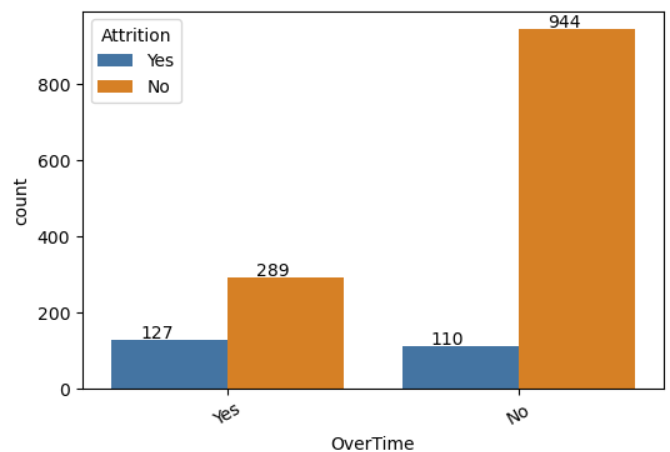 944
Attrition
Yes
No
800
600
count
400
289
200
127
110
0
Yes
No
OverTime